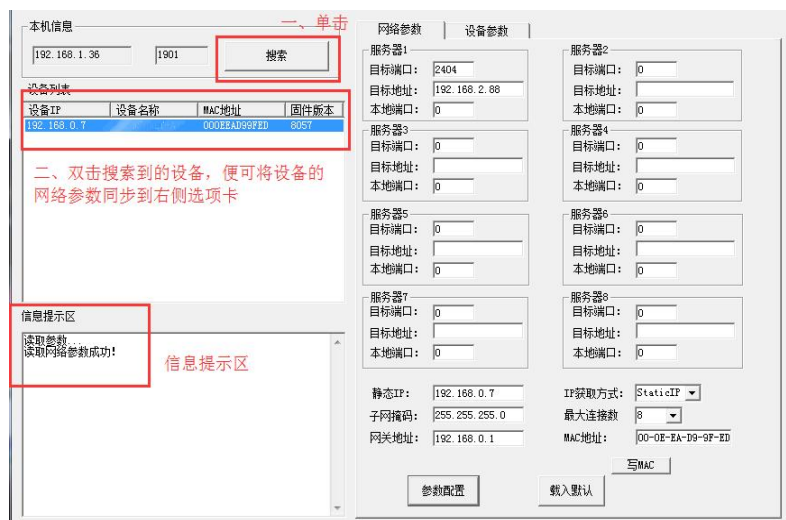 本机信息
一、单击
192.168.1.36
1901
搜索
设备列表
设备IP 设备名称 MAC地址 固件版本
192.168.0.7 000EEAD99FED 8057
二、双击搜索到的设备，便可将设备的
网络参数同步到右侧选项卡
信息提示区
读取参数...
读取网络参数成功!
信息提示区
网络参数 设备参数
服务器1
目标端口： 2404
目标地址： 192.168.2.88
本地端口： 0
服务器2
目标端口： 0
目标地址：
本地端口： 0
服务器3
目标端口： 0
目标地址：
本地端口： 0
服务器4
目标端口： 0
目标地址：
本地端口： 0
服务器5
目标端口： 0
目标地址：
本地端口： 0
服务器6
目标端口： 0
目标地址：
本地端口： 0
服务器7
目标端口： 0
目标地址：
本地端口： 0
服务器8
目标端口： 0
目标地址：
本地端口： 0
静态IP： 192.168.0.7
子网掩码： 255.255.255.0
网关地址： 192.168.0.1
IP获取方式： StaticIP
最大连接数 8
MAC地址： 00-0E-EA-D9-9F-ED
写MAC
参数配置
载入默认